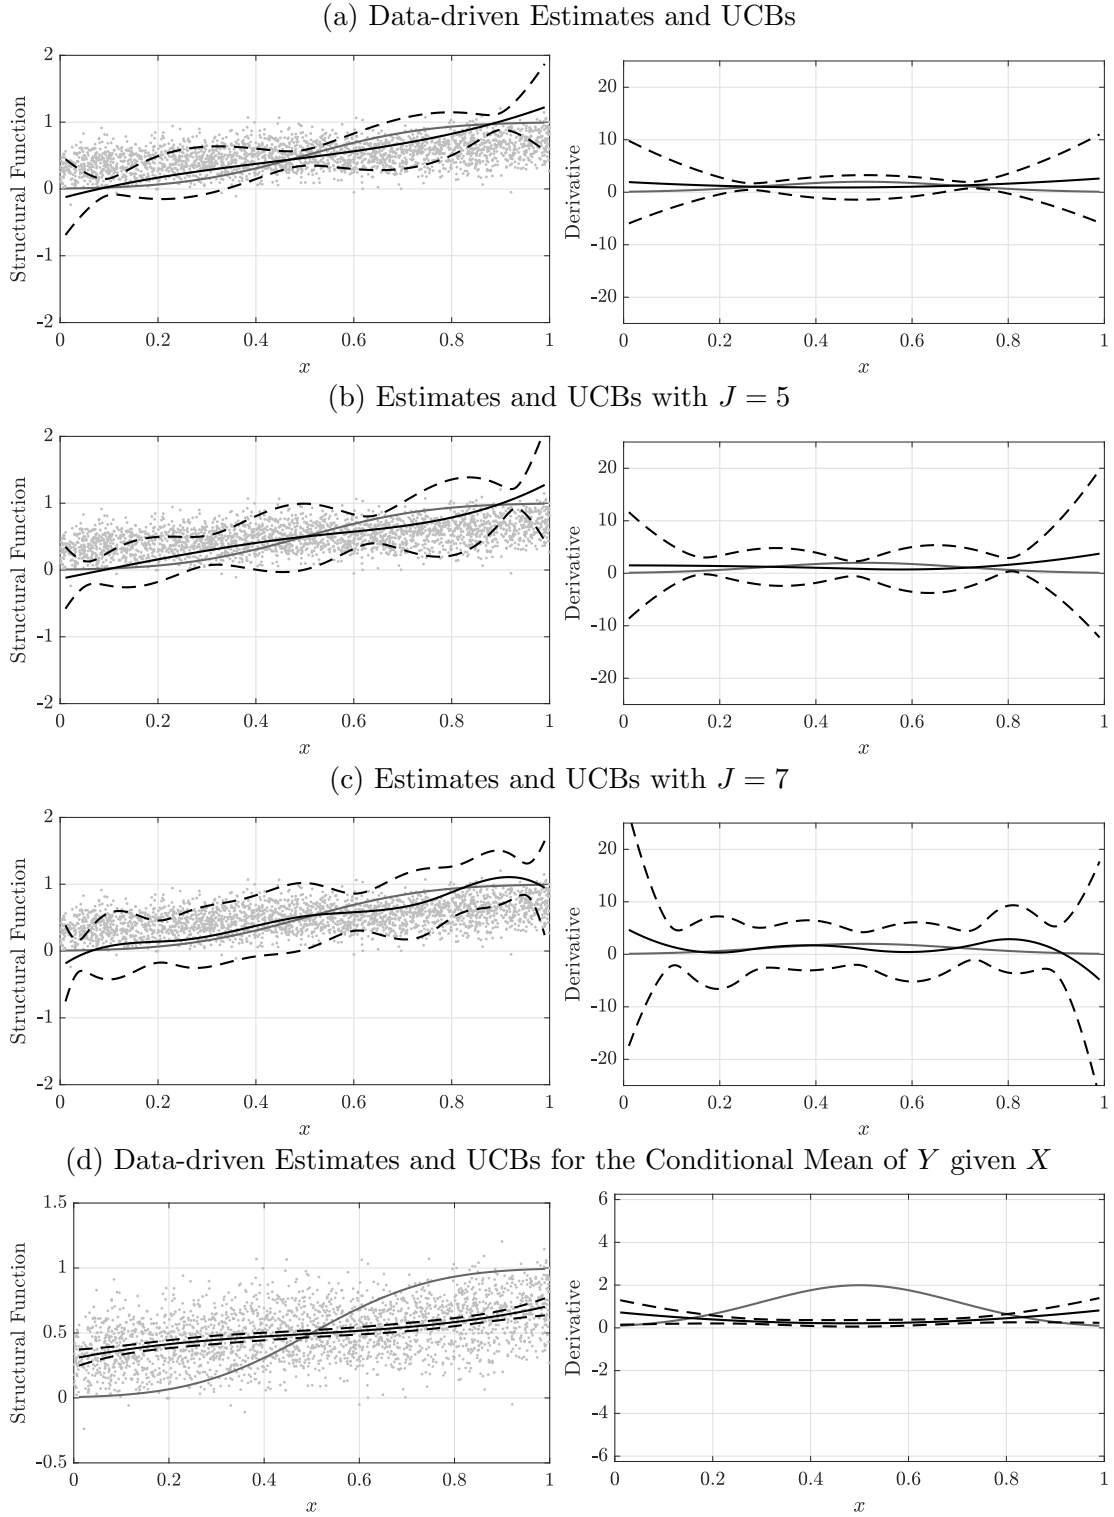 (a) Data-driven Estimates and UCBs
Structural Function
2
1
0
-1
-2
0 0.2 0.4 0.6 0.8 1
x
Derivative
20
10
0
-10
-20
0 0.2 0.4 0.6 0.8 1
x
(b) Estimates and UCBs with J = 5
Structural Function
2
1
0
-1
-2
0 0.2 0.4 0.6 0.8 1
x
Derivative
20
10
0
-10
-20
0 0.2 0.4 0.6 0.8 1
x
(c) Estimates and UCBs with J = 7
Structural Function
2
1
0
-1
-2
0 0.2 0.4 0.6 0.8 1
x
Derivative
20
10
0
-10
-20
0 0.2 0.4 0.6 0.8 1
x
(d) Data-driven Estimates and UCBs for the Conditional Mean of Y given X
Structural Function
1.5
1
0.5
0
-0.5
0 0.2 0.4 0.6 0.8 1
x
Derivative
6
4
2
0
-2
-4
-6
0 0.2 0.4 0.6 0.8 1
x